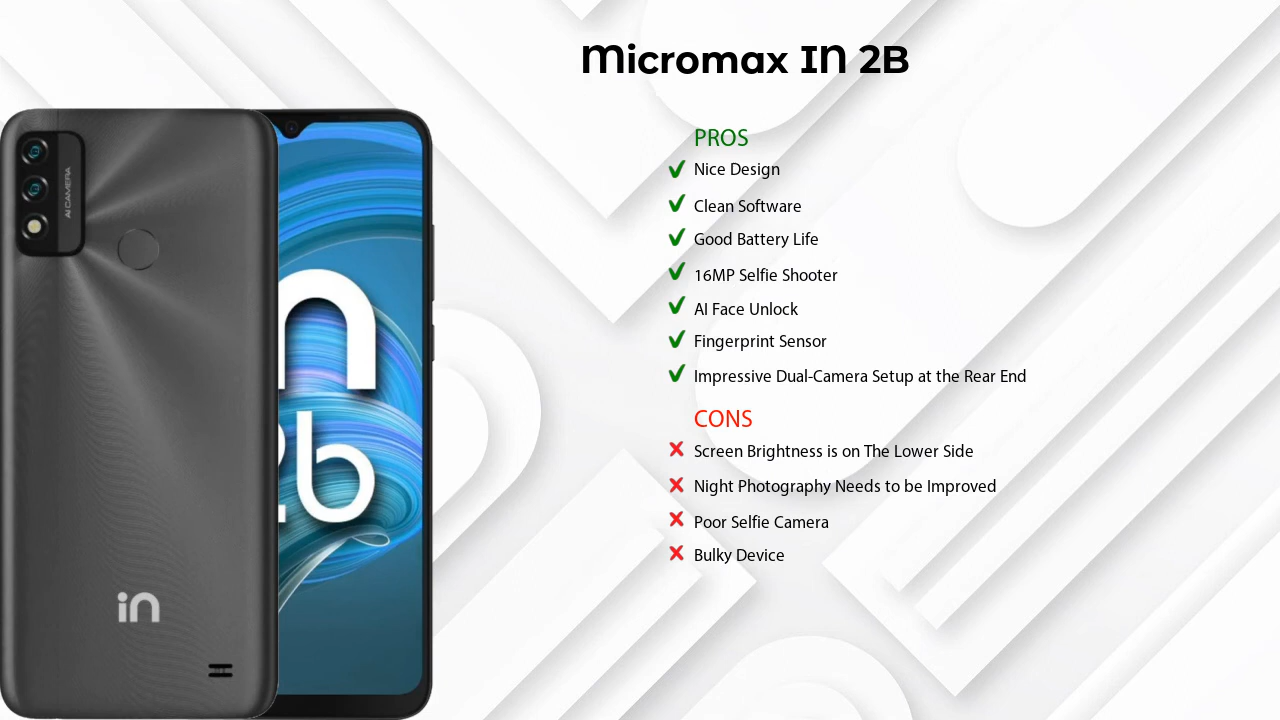 Micromax IN 2B
PROS
Nice Design
Clean Software
Good Battery Life
16MP Selfie Shooter
AI Face Unlock
Fingerprint Sensor
Impressive Dual-Camera Setup at the Rear End
CONS
Screen Brightness is on The Lower Side
Night Photography Needs to be Improved
Poor Selfie Camera
Bulky Device
AI CAMERA
in
n
2b